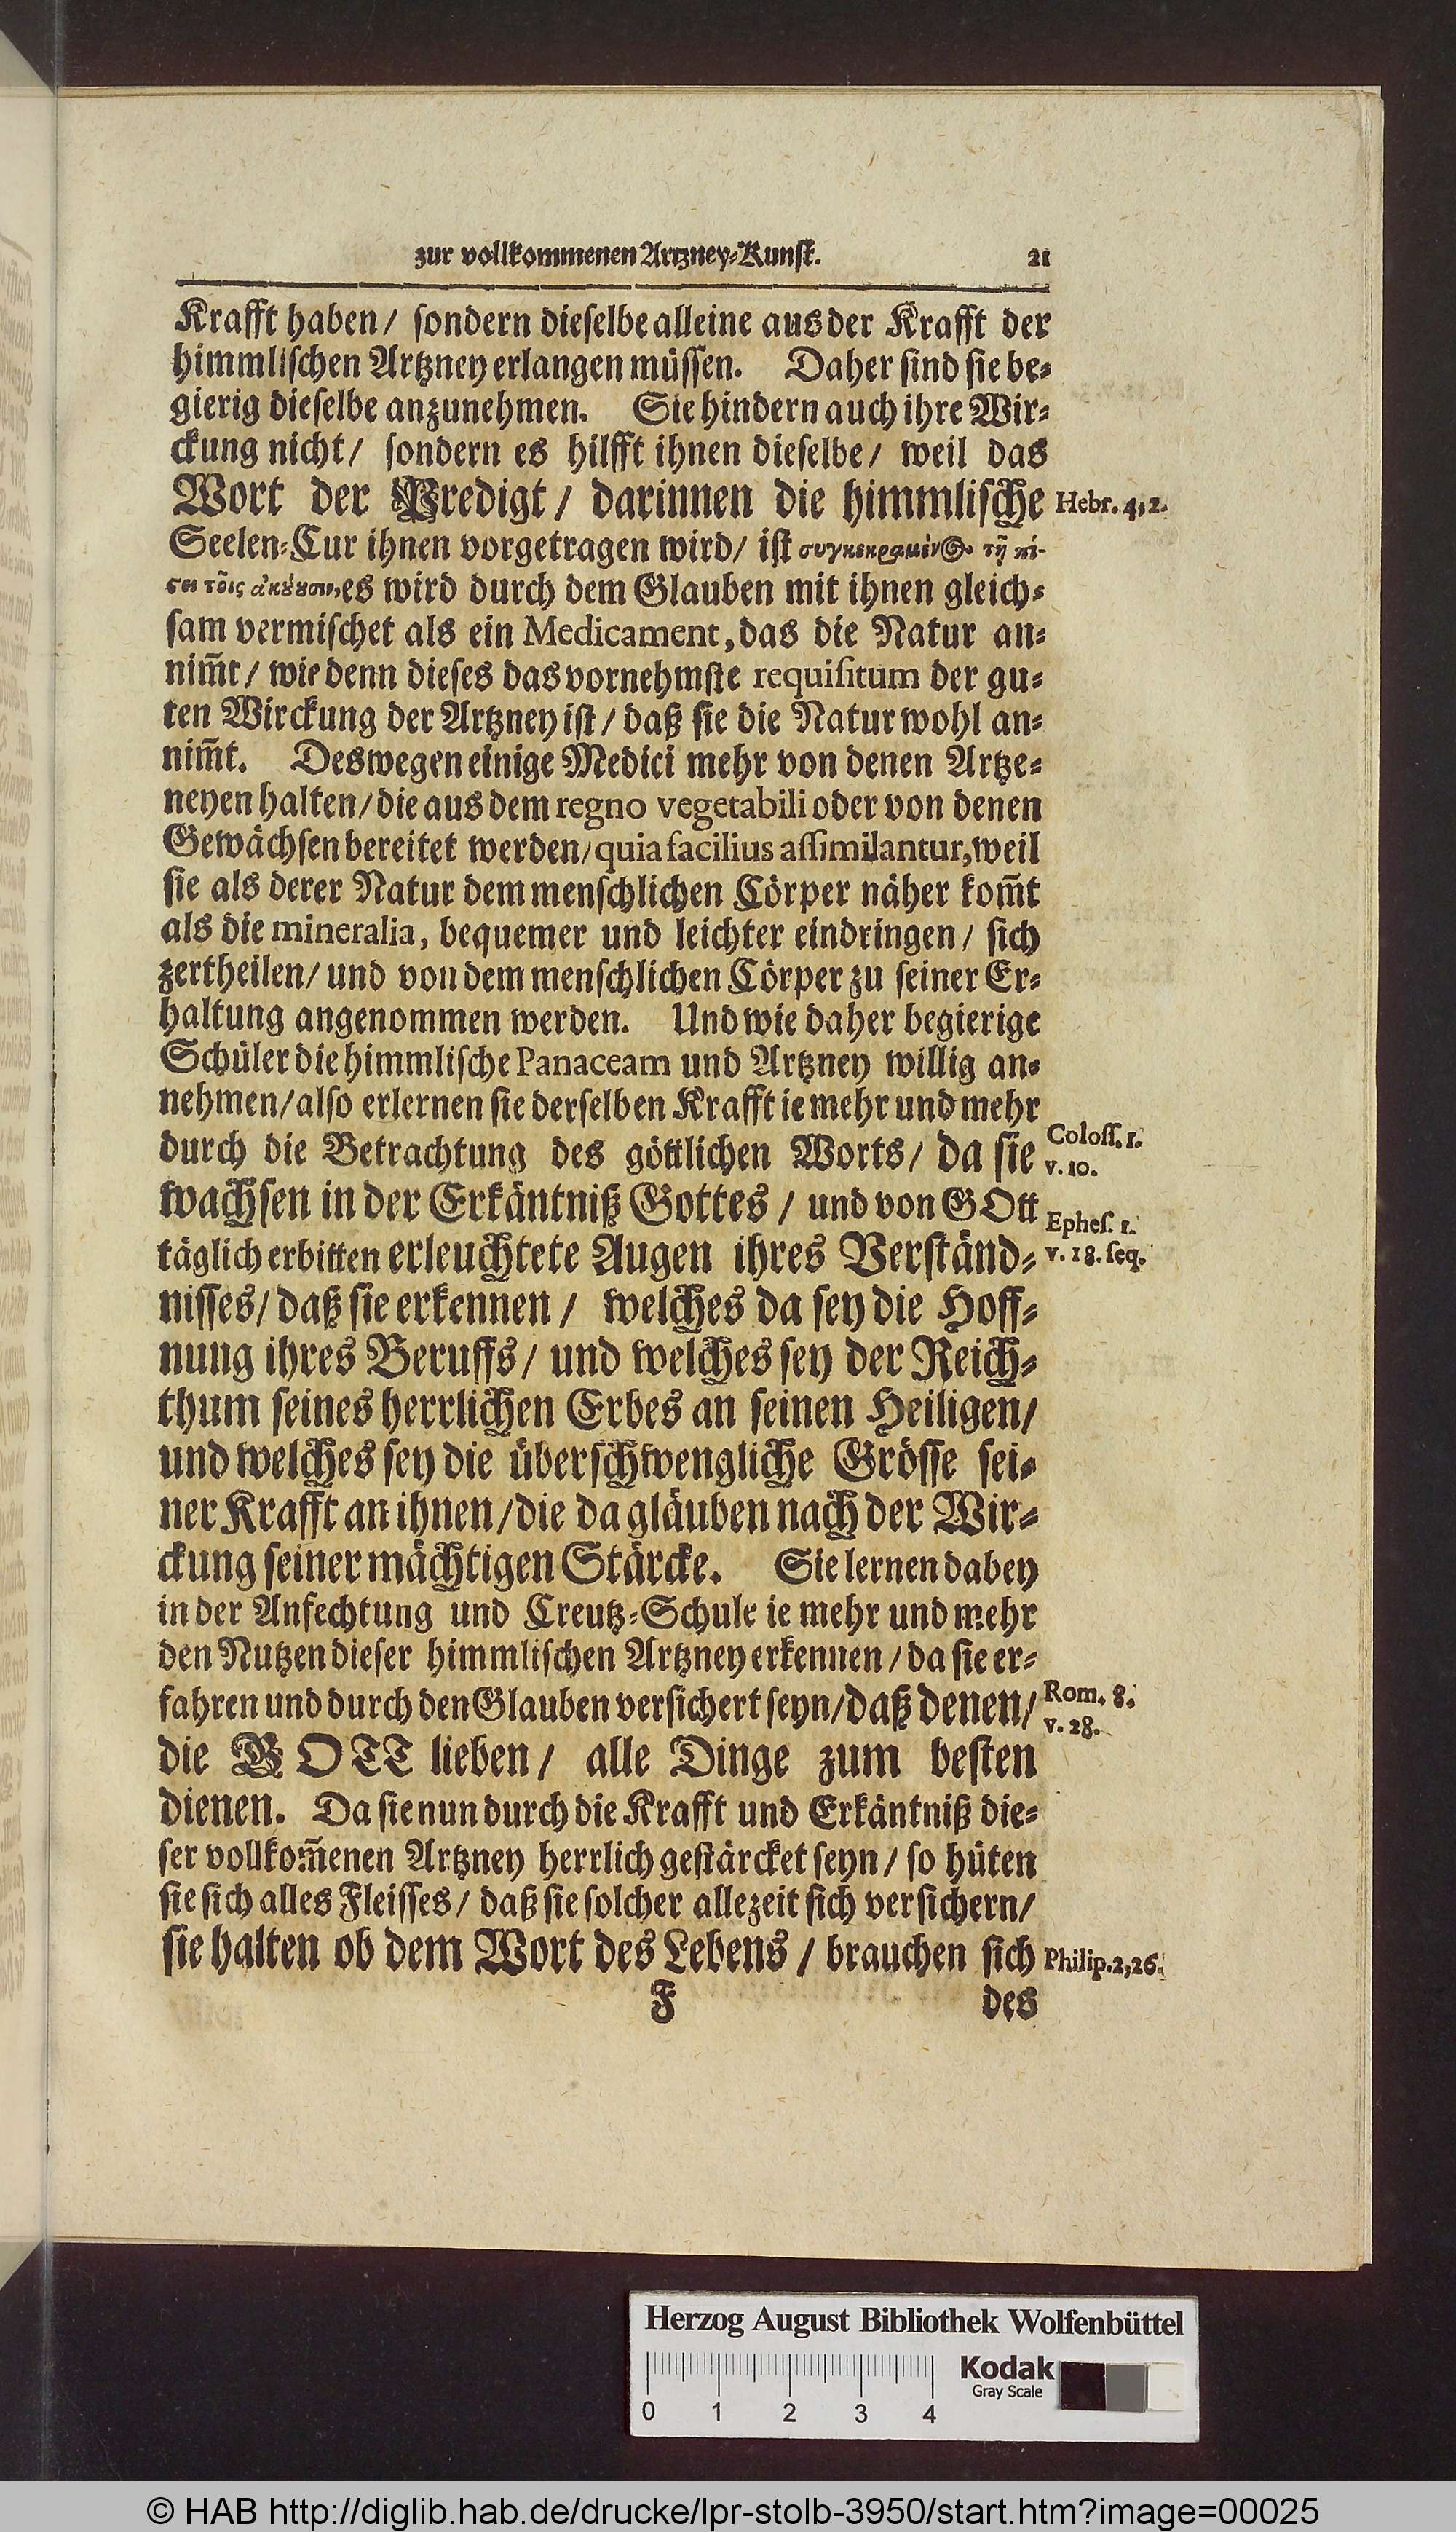 zur vollkommenen Artzney-Kunst. 21
Krafft haben/ sondern dieselbe alleine aus der Krafft der
himmlischen Artzney erlangen müssen. Daher sind sie be-
gierig dieselbe anzunehmen. Sie hindern auch ihre Wir-
ckung nicht/ sondern es hilfft ihnen dieselbe/ weil das
Wort der Predigt/ darinnen die himmlische Hebr. 4, 2.
Seelen-Cur ihnen vorgetragen wird/ ist συγκεκραμένος τῇ πί-
στει τοῖς ἀκούσασιν, es wird durch dem Glauben mit ihnen gleich-
sam vermischet als ein Medicament, das die Natur an-
nim̃t/ wie denn dieses das vornehmste requisitum der gu-
ten Wirckung der Artzney ist/ daß sie die Natur wohl an-
nim̃t. Deswegen einige Medici mehr von denen Artze-
neyen halten/ die aus dem regno vegetabili oder von denen
Gewächsen bereitet werden/ quia facilius assimilantur, weil
sie als derer Natur dem menschlichen Cörper näher kom̃t
als die mineralia, bequemer und leichter eindringen/ sich
zertheilen/ und von dem menschlichen Cörper zu seiner Er-
haltung angenommen werden. Und wie daher begierige
Schüler die himmlische Panaceam und Artzney willig an-
nehmen/ also erlernen sie derselben Krafft ie mehr und mehr
durch die Betrachtung des göttlichen Worts/ da sie Coloss. 1. v. 10.
wachsen in der Erkäntniß Gottes/ und von GOtt
täglich erbitten erleuchtete Augen ihres Verständ- Ephes. 1. v. 18. seq.
nisses/ daß sie erkennen/ welches da sey die Hoff-
nung ihres Beruffs/ und welches sey der Reich-
thum seines herrlichen Erbes an seinen Heiligen/
und welches sey die überschwengliche Grösse sei-
ner Krafft an ihnen/ die da gläuben nach der Wir-
ckung seiner mächtigen Stärcke. Sie lernen dabey
in der Anfechtung und Creutz-Schule ie mehr und mehr
den Nutzen dieser himmlischen Artzney erkennen/ da sie er-
fahren und durch den Glauben versichert seyn/ daß denen/ Rom. 8. v. 28.
die GOTT lieben/ alle Dinge zum besten
dienen. Da sie nun durch die Krafft und Erkäntniß die-
ser vollkom̃enen Artzney herrlich gestärcket seyn/ so hüten
sie sich alles Fleisses/ daß sie solcher allezeit sich versichern/
sie halten ob dem Wort des Lebens/ brauchen sich Philip. 2, 26.
F des
Herzog August Bibliothek Wolfenbüttel
Kodak
Gray Scale
0 1 2 3 4
© HAB http://diglib.hab.de/drucke/lpr-stolb-3950/start.htm?image=00025